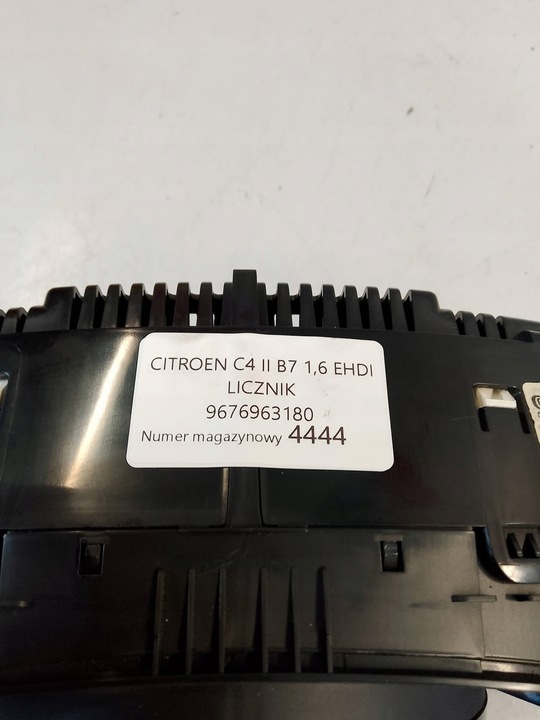 CITROEN C4 II B7 1,6 EHDI
LICZNIK
9676963180
Numer magazynowy 4444